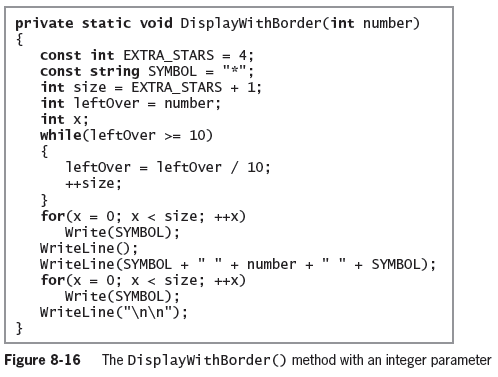 private static void DisplayWithBorder(int number)
{
   const int EXTRA_STARS = 4;
   const string SYMBOL = "*";
   int size = EXTRA_STARS + 1;
   int leftOver = number;
   int x;
   while(leftOver >= 10)
   {
      leftOver = leftOver / 10;
      ++size;
   }
   for(x = 0; x < size; ++x)
      Write(SYMBOL);
   WriteLine();
   WriteLine(SYMBOL + " " + number + " " + SYMBOL);
   for(x = 0; x < size; ++x)
      Write(SYMBOL);
   WriteLine("\n\n");
}
Figure 8-16 The DisplayWithBorder() method with an integer parameter